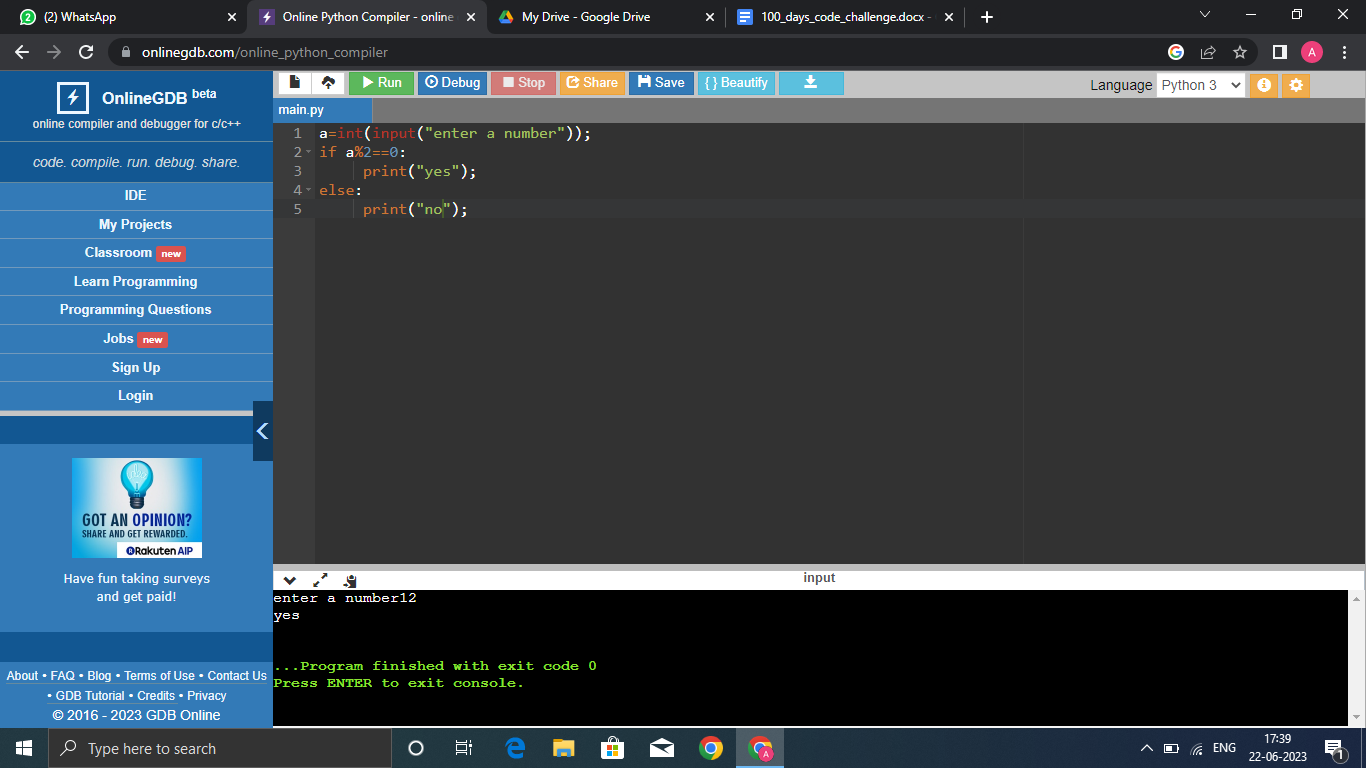 (2) WhatsApp
Online Python Compiler - online
My Drive - Google Drive
100_days_code_challenge.docx -
onlinegdb.com/online_python_compiler
A
OnlineGDB beta
online compiler and debugger for c/c++
code. compile. run. debug. share.
IDE
My Projects
Classroom new
Learn Programming
Programming Questions
Jobs new
Sign Up
Login
GOT AN OPINION?
SHARE AND GET REWARDED.
Rakuten AIP
Have fun taking surveys
and get paid!
About • FAQ • Blog • Terms of Use • Contact Us
• GDB Tutorial • Credits • Privacy
© 2016 - 2023 GDB Online
Run Debug Stop Share Save { } Beautify
Language Python 3
main.py
1 a=int(input("enter a number"));
2 if a%2==0:
3 print("yes");
4 else:
5 print("no");
input
enter a number12
yes
...Program finished with exit code 0
Press ENTER to exit console.
Type here to search
ENG
17:39
22-06-2023
1